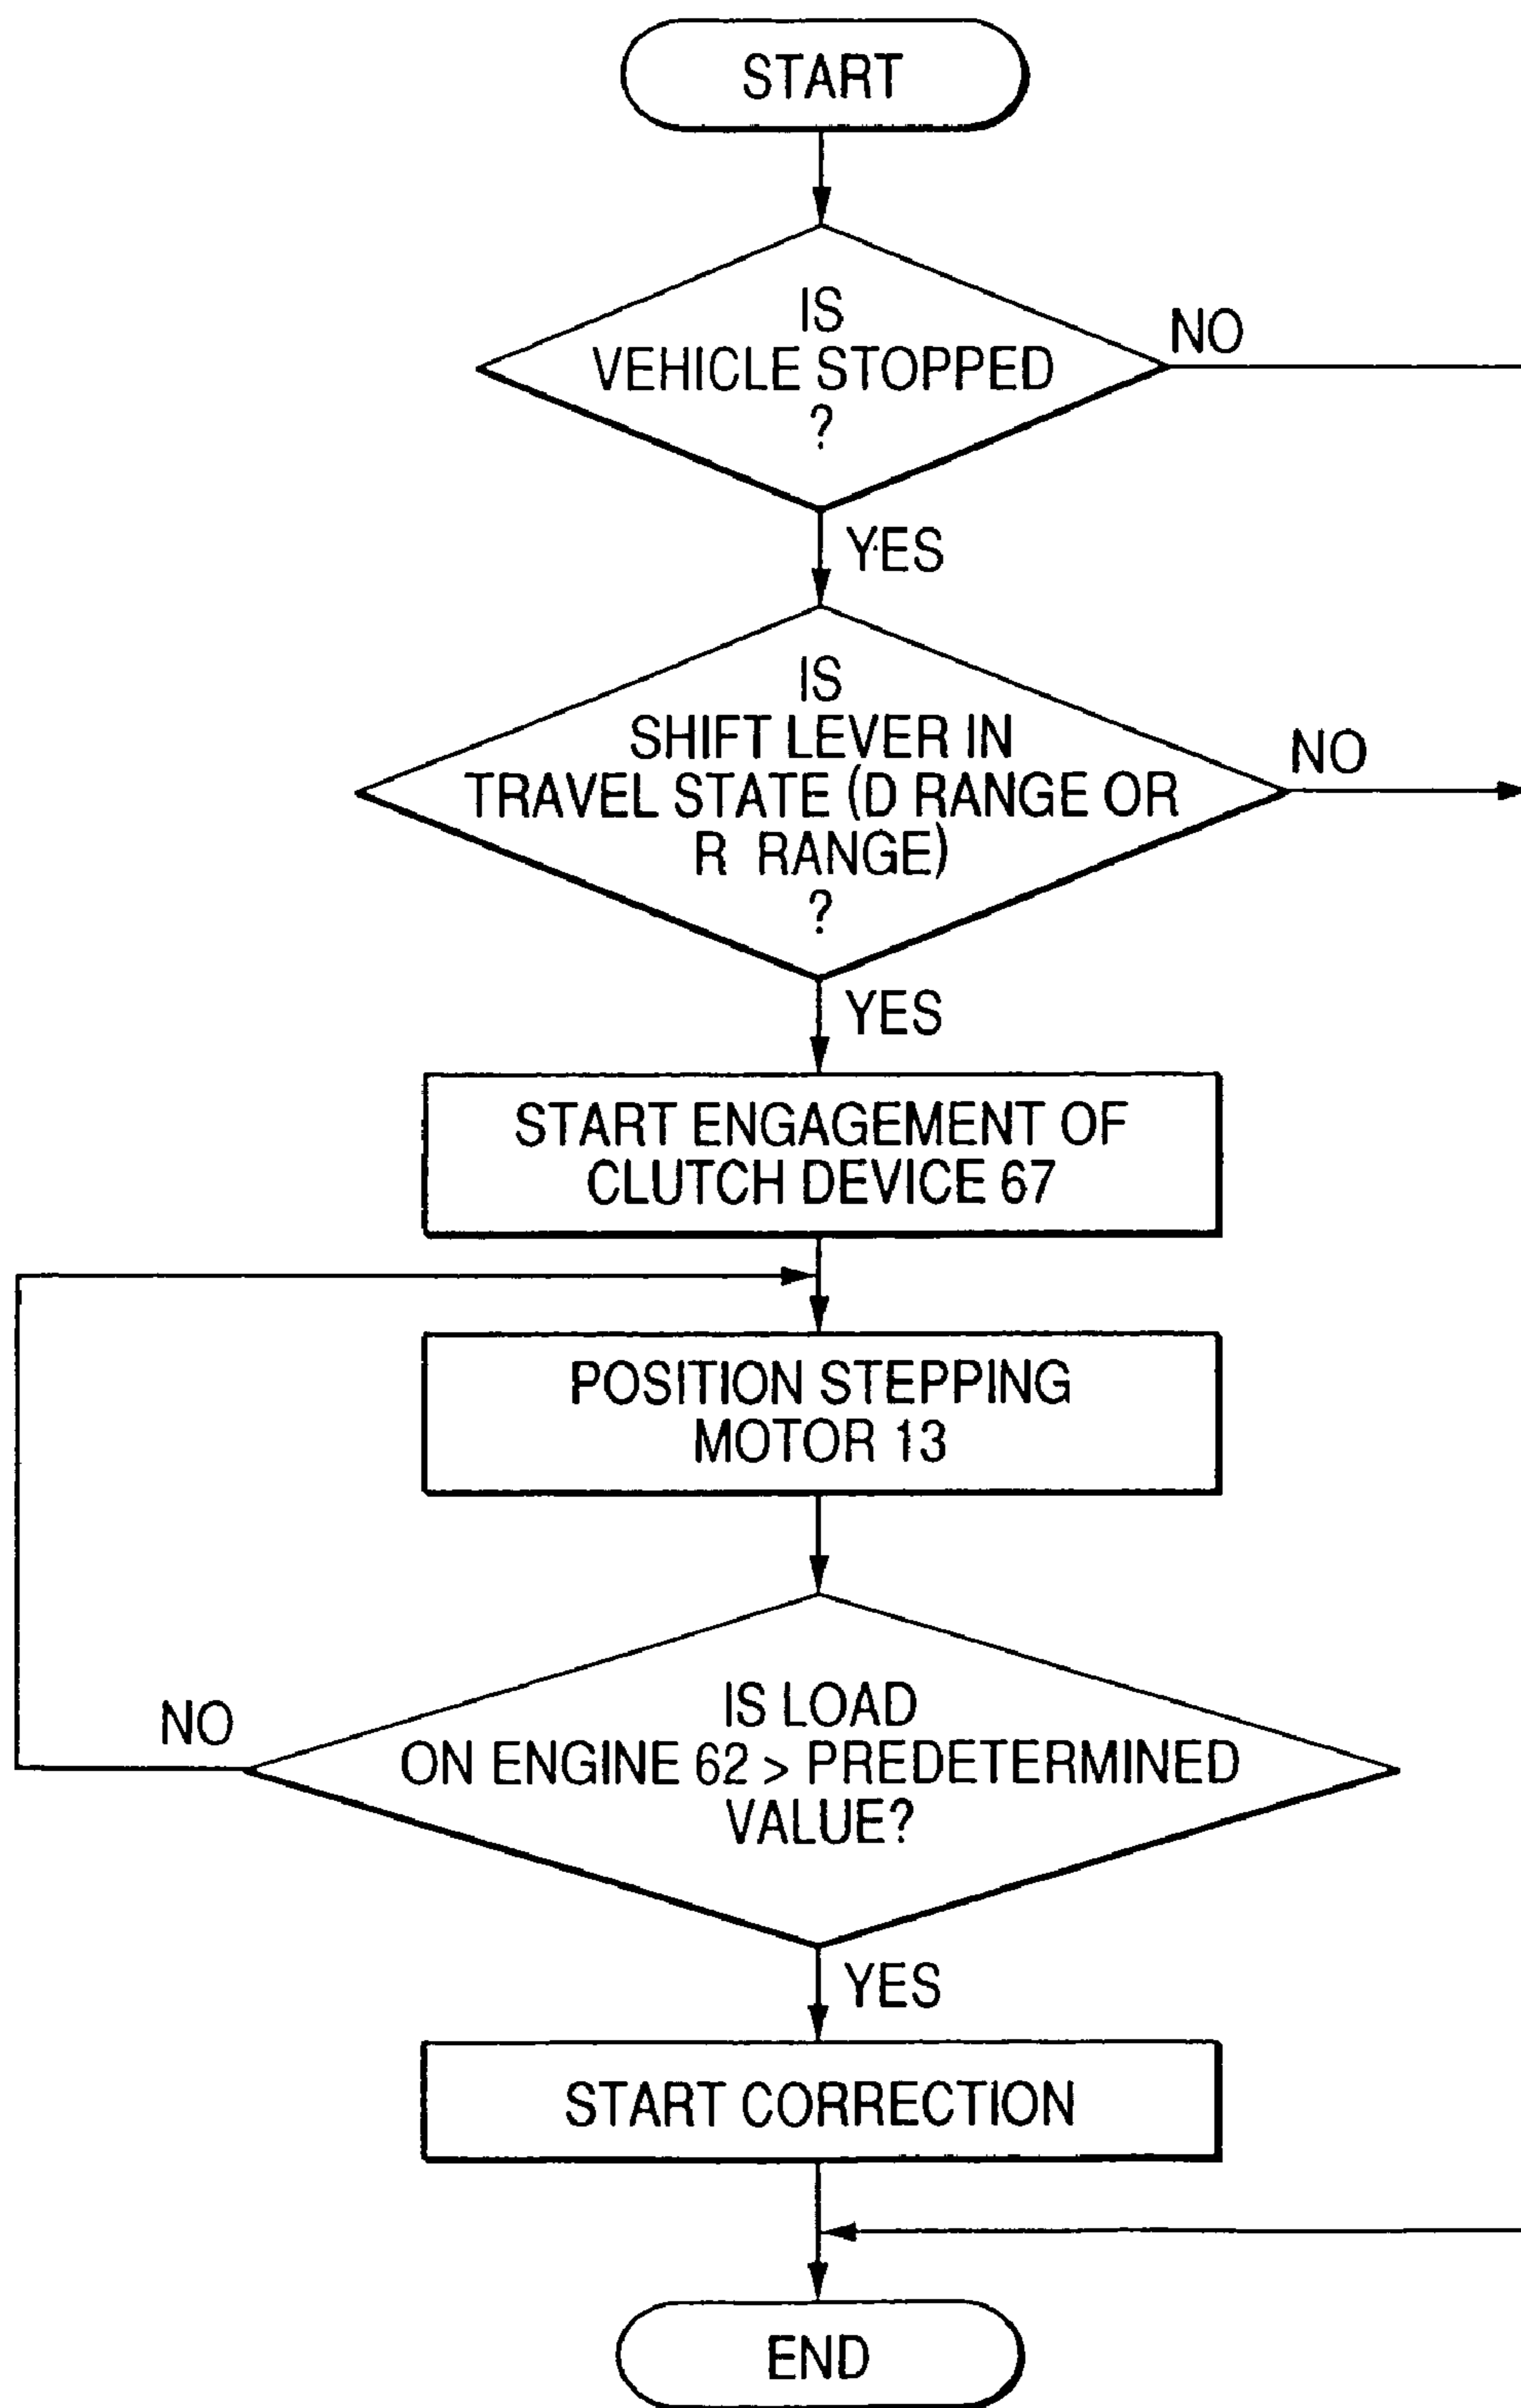 START
IS
VEHICLE STOPPED
?
NO
YES
IS
SHIFT LEVER IN
TRAVEL STATE (D RANGE OR
R RANGE)
?
NO
YES
START ENGAGEMENT OF
CLUTCH DEVICE 67
POSITION STEPPING
MOTOR 13
IS LOAD
ON ENGINE 62 > PREDETERMINED
VALUE?
NO
YES
START CORRECTION
END